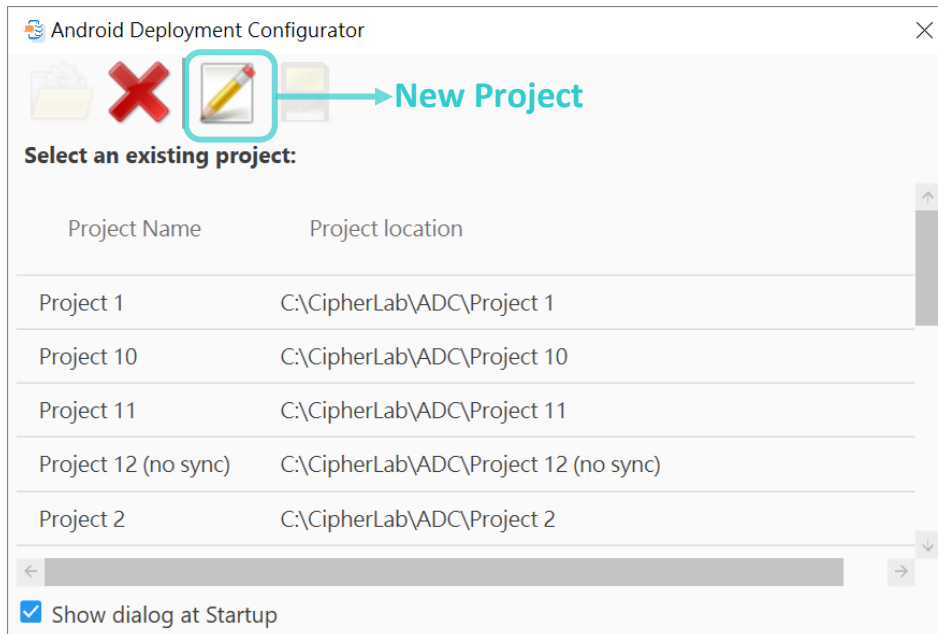 Android Deployment Configurator
New Project
Select an existing project:
Project Name Project location
Project 1 C:\CipherLab\ADC\Project 1
Project 10 C:\CipherLab\ADC\Project 10
Project 11 C:\CipherLab\ADC\Project 11
Project 12 (no sync) C:\CipherLab\ADC\Project 12 (no sync)
Project 2 C:\CipherLab\ADC\Project 2
Show dialog at Startup